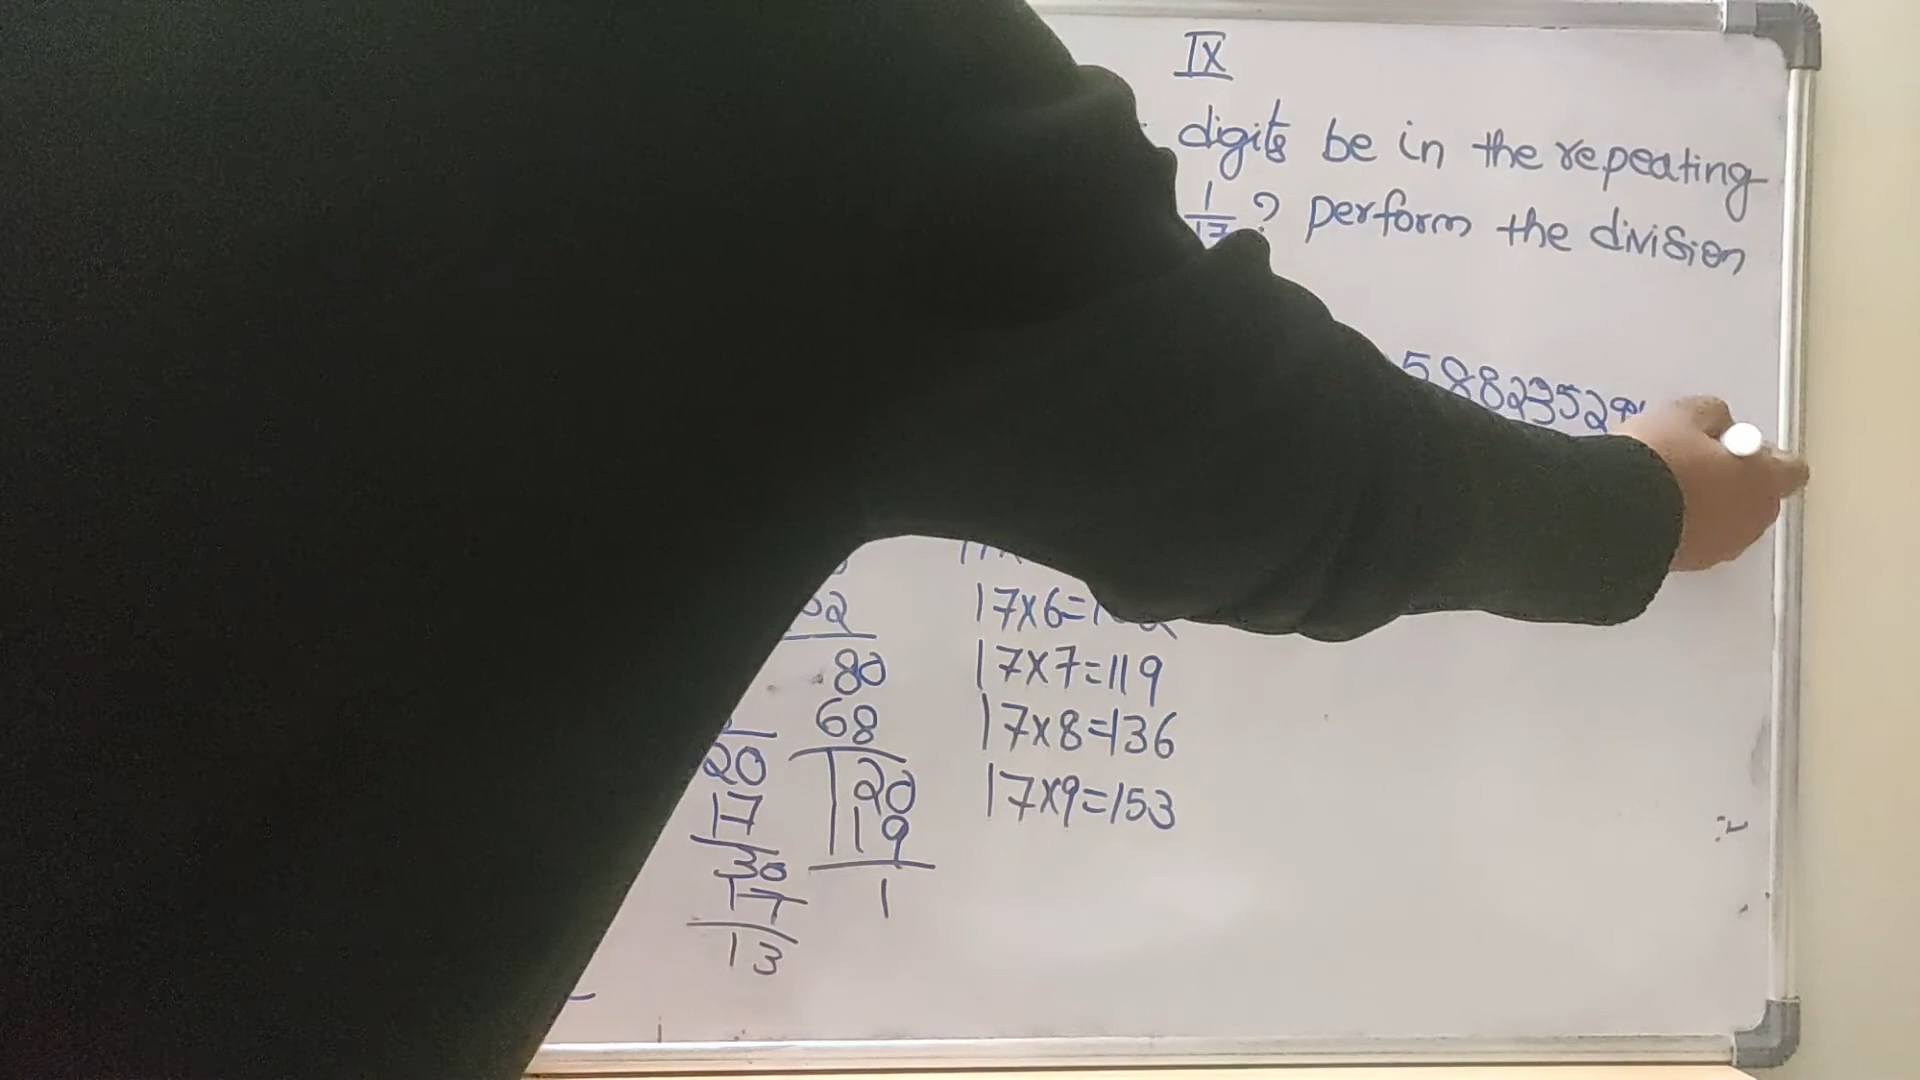 IX
digits be in the repeating
1/17? perform the division
5882352
17x6=1
80
17x7=119
68
17x8=136
20
120
17x9=153
17
119
30
17
1
13